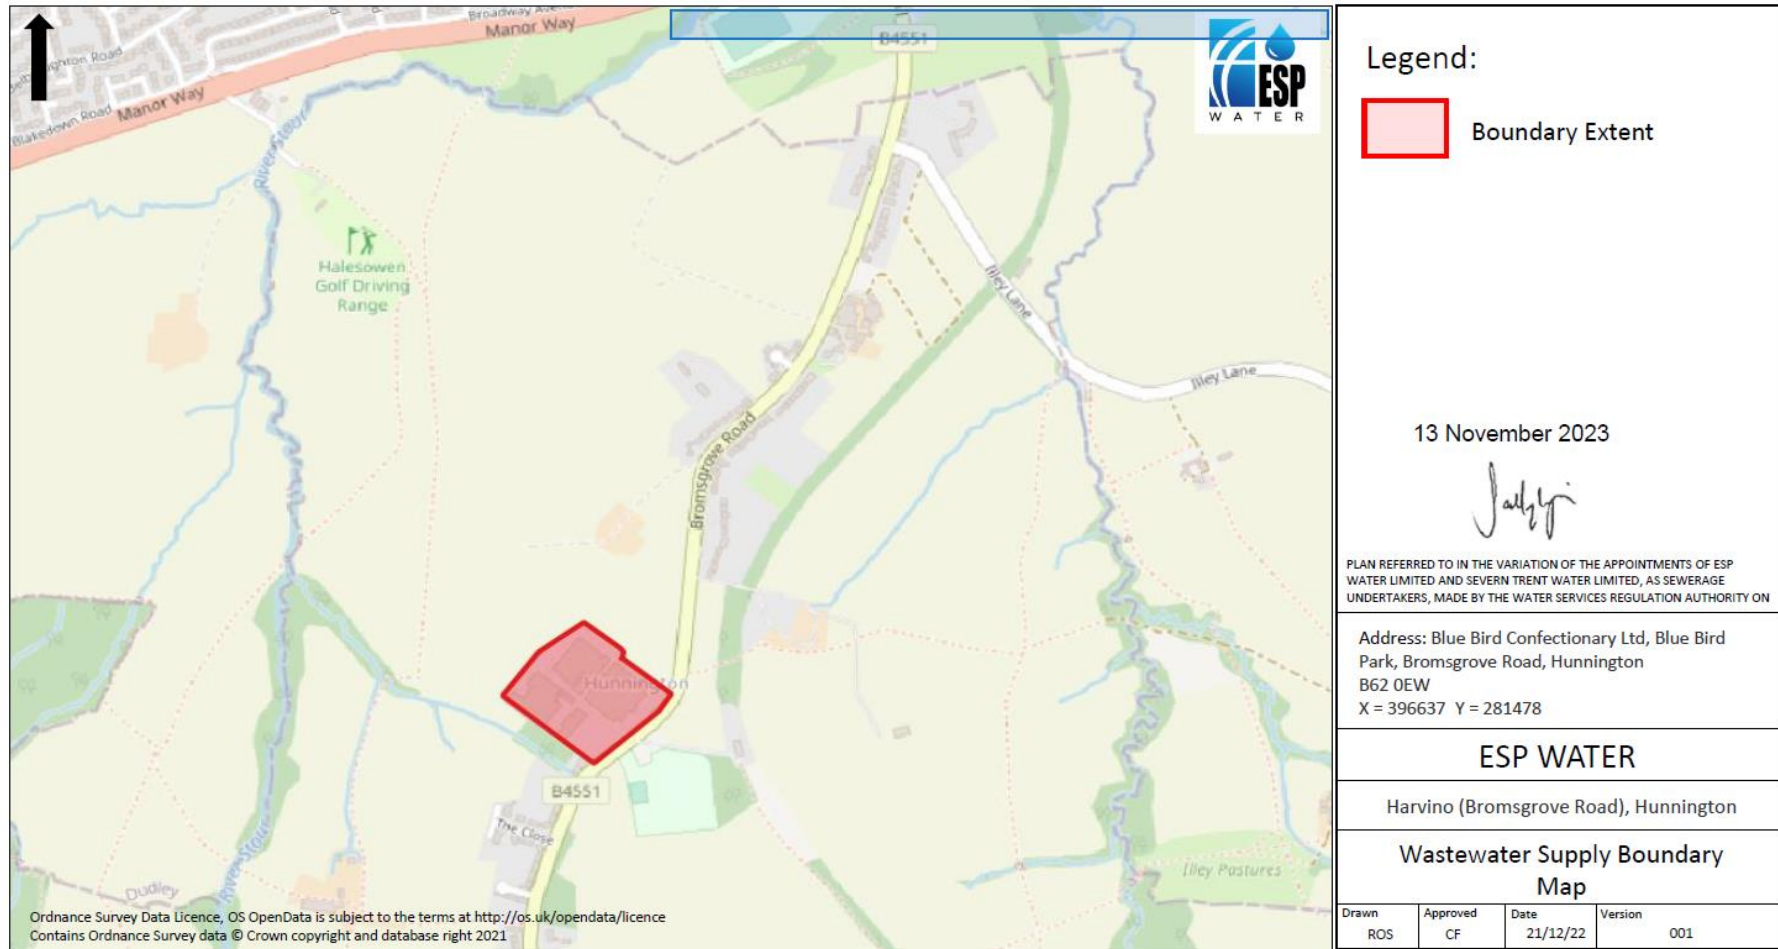 Broadway Avenue
Manor Way
B4551
Manor Way
Blakedown Road
River Stour
ESP
WATER
Halesowen
Golf Driving
Range
Illey Lane
Illey Lane
Bromsgrove Road
Hunnington
B4551
The Close
River Stour
Dudley
Illey Pastures
Ordnance Survey Data Licence, OS OpenData is subject to the terms at http://os.uk/opendata/licence
Contains Ordnance Survey data © Crown copyright and database right 2021
Legend:
Boundary Extent
13 November 2023
PLAN REFERRED TO IN THE VARIATION OF THE APPOINTMENTS OF ESP
WATER LIMITED AND SEVERN TRENT WATER LIMITED, AS SEWERAGE
UNDERTAKERS, MADE BY THE WATER SERVICES REGULATION AUTHORITY ON
Address: Blue Bird Confectionary Ltd, Blue Bird
Park, Bromsgrove Road, Hunnington
B62 0EW
X = 396637 Y = 281478
ESP WATER
Harvino (Bromsgrove Road), Hunnington
Wastewater Supply Boundary
Map
Drawn Approved Date Version
ROS CF 21/12/22 001